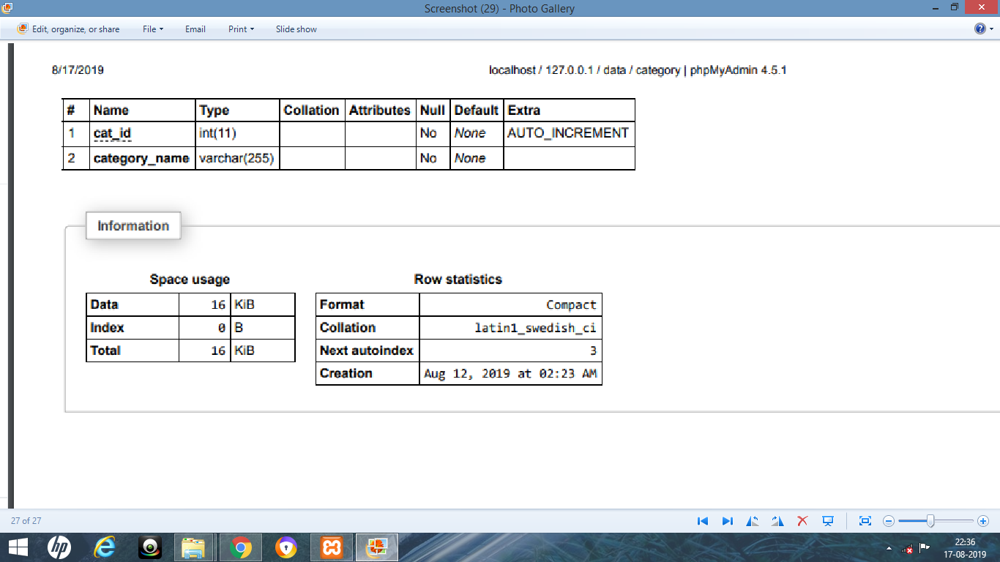 Screenshot (29) - Photo Gallery
Edit, organize, or share File Email Print Slide show
8/17/2019 localhost / 127.0.0.1 / data / category | phpMyAdmin 4.5.1
# Name Type Collation Attributes Null Default Extra
1 cat_id int(11) No None AUTO_INCREMENT
2 category_name varchar(255) No None
Information
Space usage
Data 16 KiB
Index 0 B
Total 16 KiB
Row statistics
Format Compact
Collation latin1_swedish_ci
Next autoindex 3
Creation Aug 12, 2019 at 02:23 AM
27 of 27
hp
22:36
17-08-2019